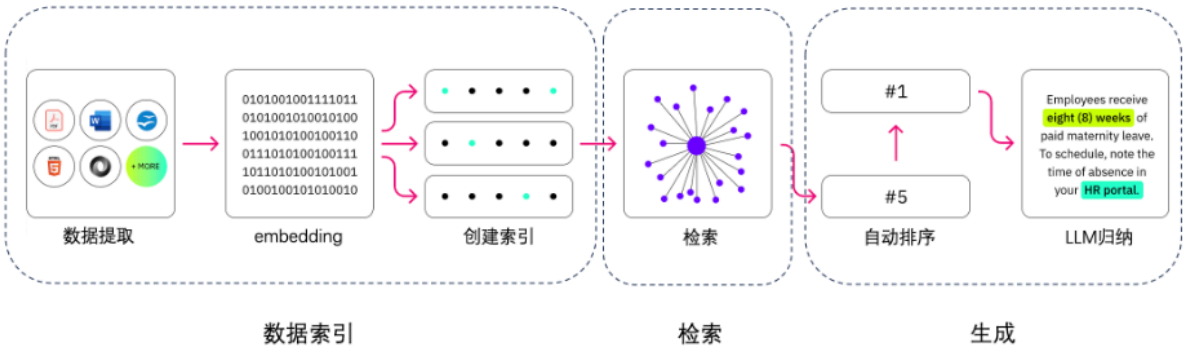 + MORE
数据提取
0101001001111011
0101001010010100
1001010100100110
0111010100100111
1011010100101001
0100100101010010
embedding
创建索引
检索
#1
#5
自动排序
Employees receive
eight (8) weeks of
paid maternity leave.
To schedule, note the
time of absence in
your HR portal.
LLM归纳
数据索引
检索
生成